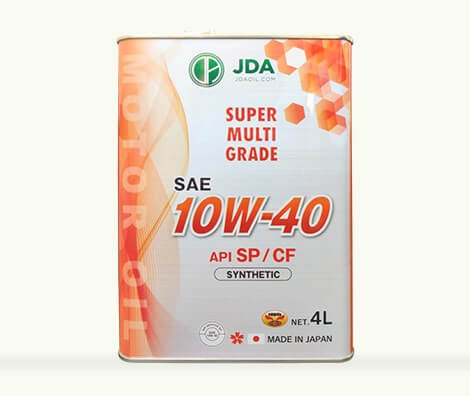 JDA
JDAOIL.COM
SUPER
MULTI
GRADE
MOTOR OIL
SAE
10W-40
API SP/CF
SYNTHETIC
NET. 4L
MADE IN JAPAN